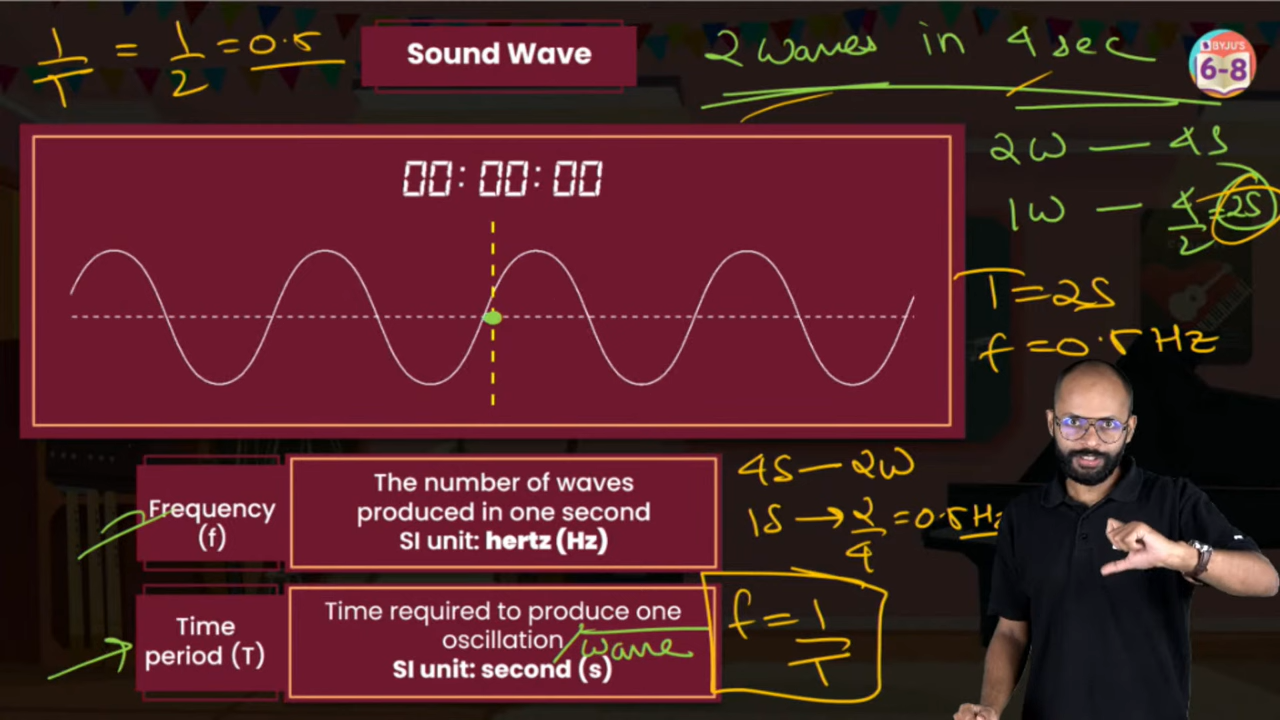 1/T = 1/2 = 0.5
Sound Wave
2 waves in 4 sec
BYJU'S
6-8
2W — 4S
1W — 4/2 = 2S
T = 2S
f = 0.5 Hz
00:00:00
Frequency
(f)
The number of waves
produced in one second
SI unit: hertz (Hz)
4S — 2W
1S → 2/4 = 0.5 Hz
Time
period (T)
Time required to produce one
oscillation / wave
SI unit: second (s)
f = 1/T